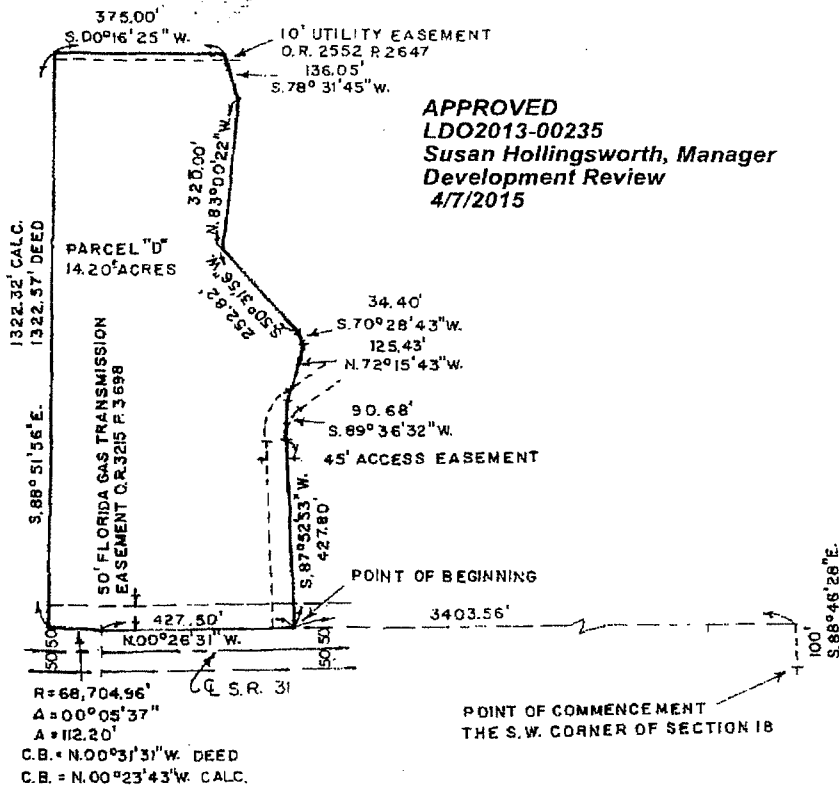 375.00'
S.00°16'25"W.
10' UTILITY EASEMENT
O.R. 2552 P. 2647
136.05'
S.78° 31'45"W.
APPROVED
LDO2013-00235
Susan Hollingsworth, Manager
Development Review
4/7/2015
320.00'
N.83°00'22"W.
PARCEL "D"
14.20± ACRES
1322.32' CALC.
1322.57' DEED
S.88° 51'56"E.
252.82'
S.50°31'56"W.
34.40'
S.70°28'43"W.
125.43'
N.72°15'43"W.
90.68'
S.89° 36'32"W.
45' ACCESS EASEMENT
50' FLORIDA GAS TRANSMISSION
EASEMENT O.R.3215 P.3698
S.87°52'53"W.
427.80'
POINT OF BEGINNING
427.50'
N.00°26'31"W.
3403.56'
S.88°46'28"E.
100'
50 50
50 50
℄ S.R. 31
R=68,704.96'
Δ=00°05'37"
A=112.20'
C.B.= N.00°31'31"W. DEED
C.B.= N.00°23'43"W. CALC.
POINT OF COMMENCEMENT
THE S.W. CORNER OF SECTION 18